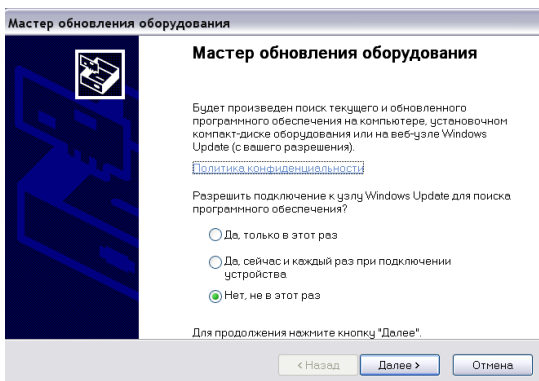 Мастер обновления оборудования
Мастер обновления оборудования
Будет произведен поиск текущего и обновленного
программного обеспечения на компьютере, установочном
компакт-диске оборудования или на веб-узле Windows
Update (с вашего разрешения).
Политика конфиденциальности
Разрешить подключение к узлу Windows Update для поиска
программного обеспечения?
Да, только в этот раз
Да, сейчас и каждый раз при подключении
устройства
Нет, не в этот раз
Для продолжения нажмите кнопку "Далее".
< Назад Далее > Отмена